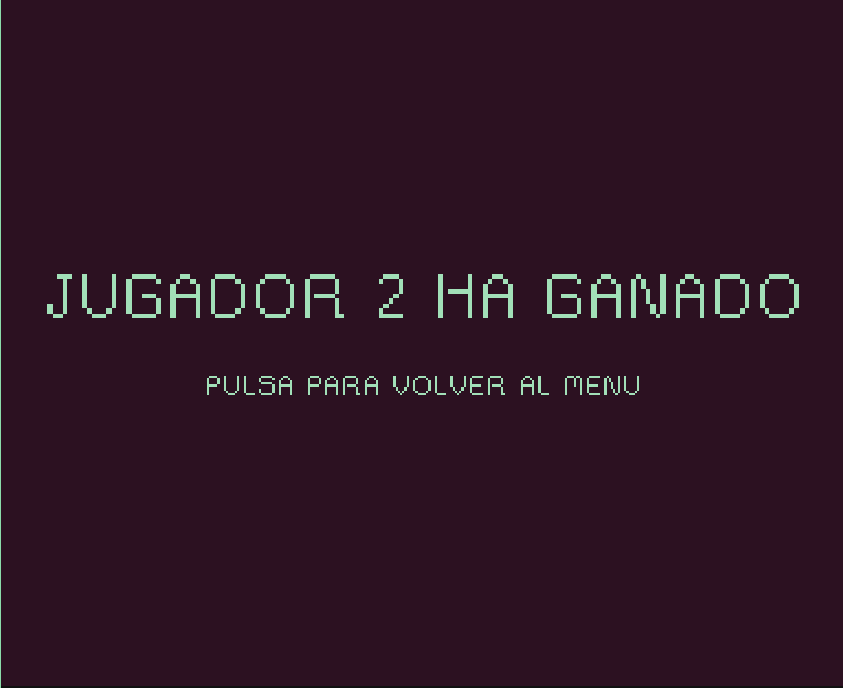 JUGADOR 2 HA GANADO
PULSA PARA VOLVER AL MENU